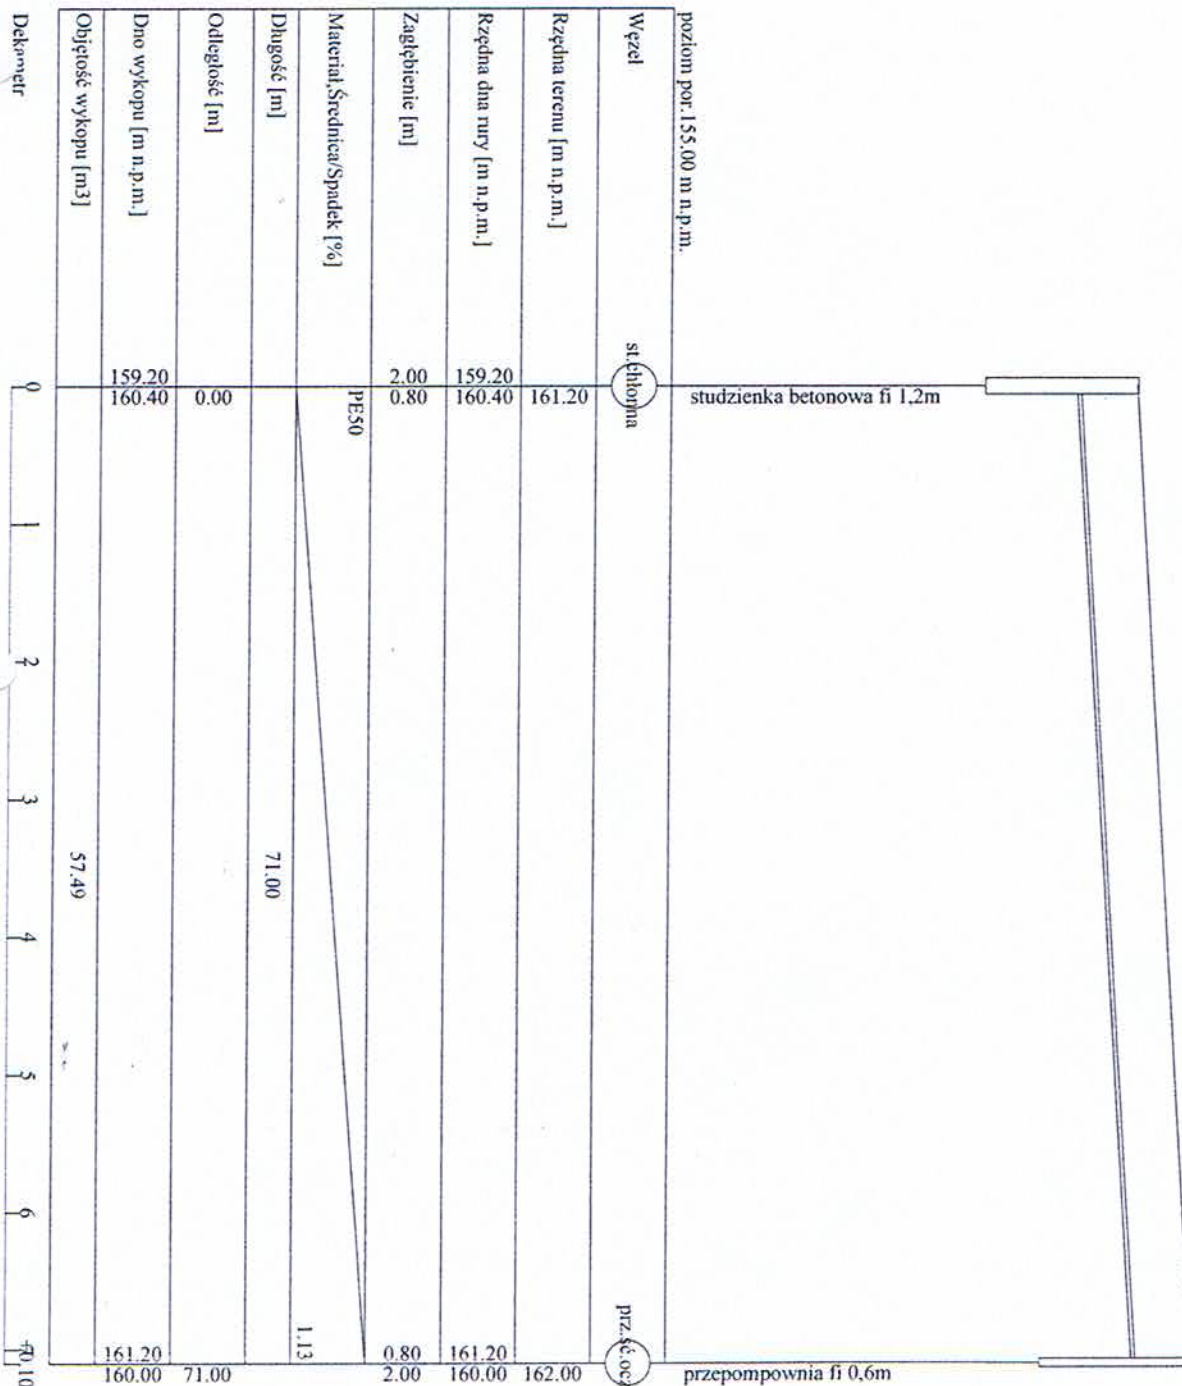 poziom por.155.00 m n.p.m.
Węzeł
st.chłonna
studzienka betonowa fi 1,2m
prz.ść.ocz
przepompownia fi 0,6m
Rzędna terenu [m n.p.m.]
161.20
162.00
Rzędna dna rury [m n.p.m.]
159.20
160.40
161.20
160.00
Zagłębienie [m]
2.00
0.80
0.80
2.00
Materiał,Średnica/Spadek [%]
PE50
1.13
Długość [m]
71.00
Odległość [m]
0.00
71.00
Dno wykopu [m n.p.m.]
159.20
160.40
161.20
160.00
Objętość wykopu [m3]
57.49
Dekametr
0 1 2 3 4 5 6